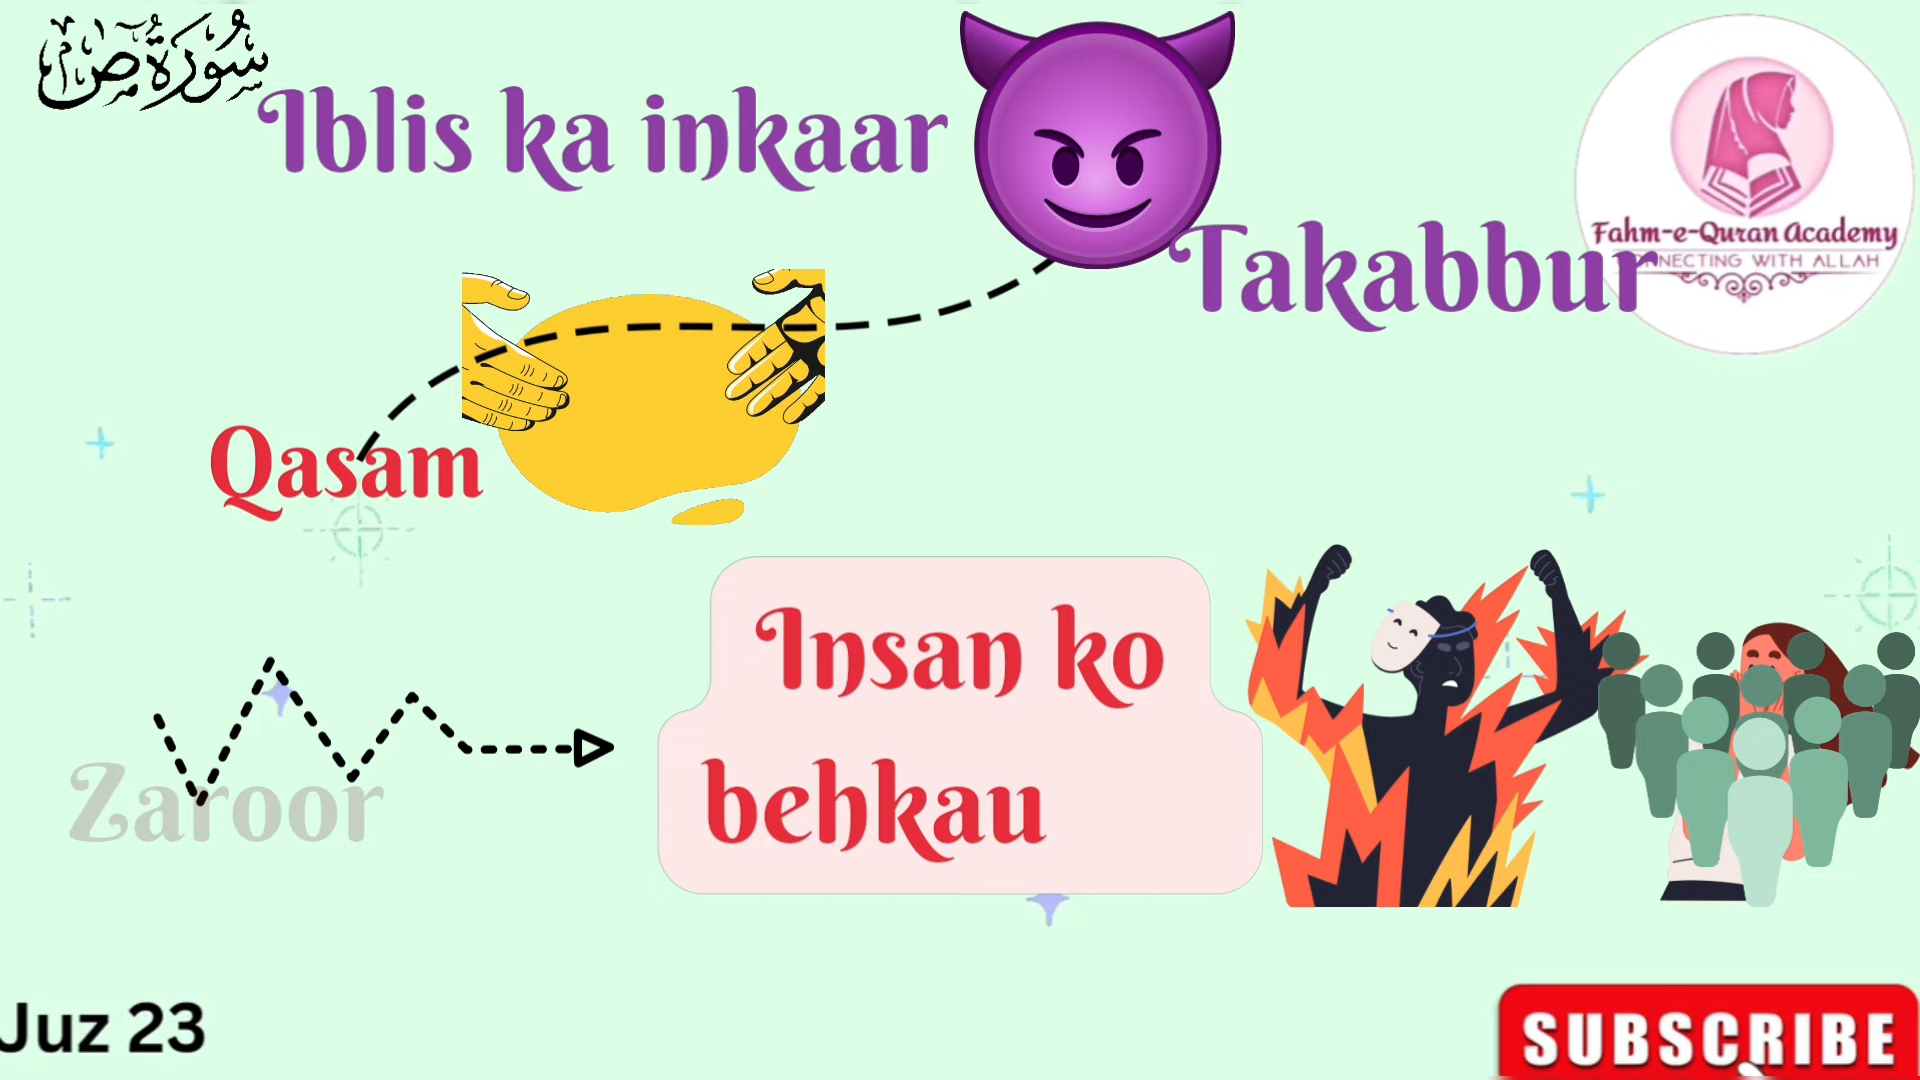 سُورَةُ ص
Iblis ka inkaar
Takabbur
Fahm-e-Quran Academy
CONNECTING WITH ALLAH
Qasam
Insan ko
behkau
Zaroor
Juz 23
SUBSCRIBE